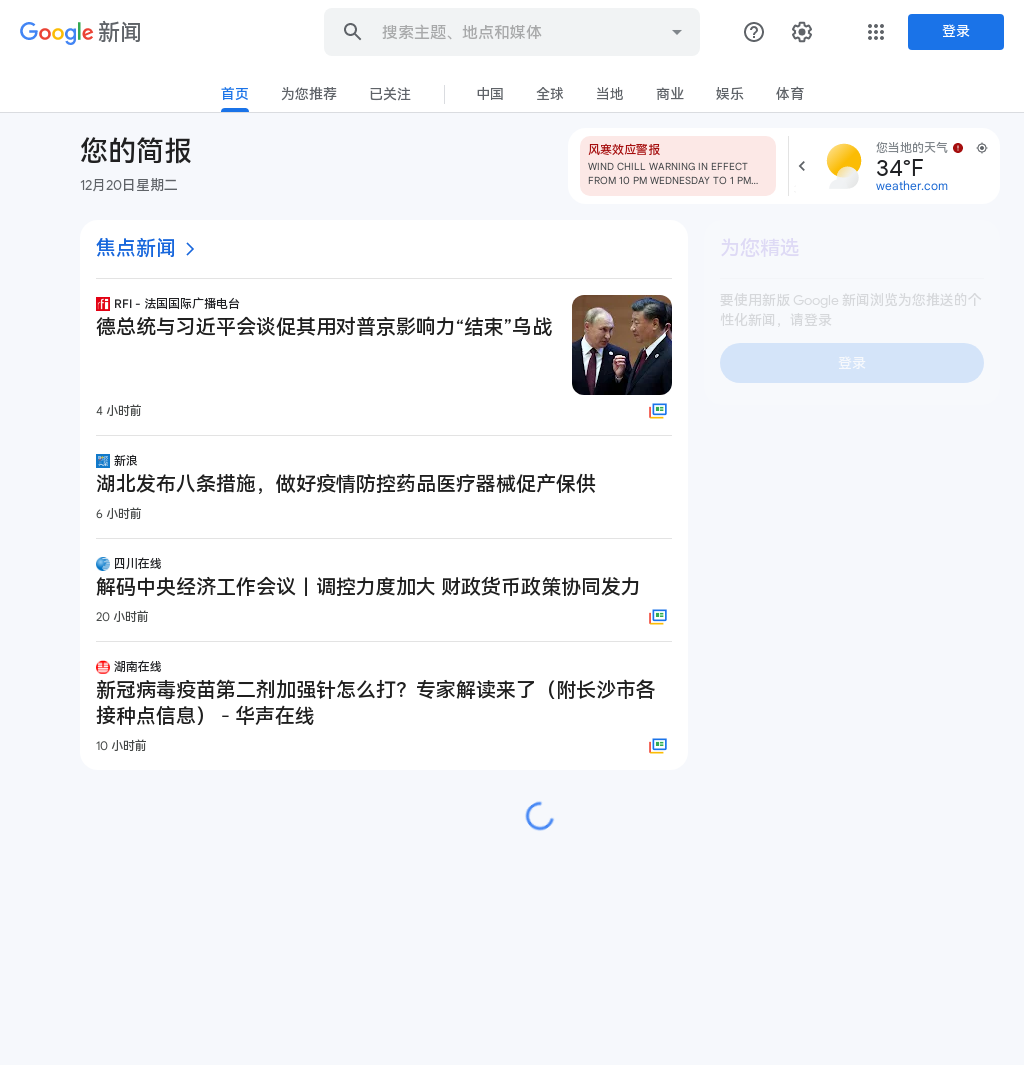 Google 新闻
搜索主题、地点和媒体
登录
首页
为您推荐
已关注
中国
全球
当地
商业
娱乐
体育
您的简报
12月20日星期二
风寒效应警报
WIND CHILL WARNING IN EFFECT
FROM 10 PM WEDNESDAY TO 1 PM…
您当地的天气
34°F
weather.com
焦点新闻
RFI - 法国国际广播电台
德总统与习近平会谈促其用对普京影响力“结束”乌战
4 小时前
新浪
湖北发布八条措施，做好疫情防控药品医疗器械促产保供
6 小时前
四川在线
解码中央经济工作会议丨调控力度加大 财政货币政策协同发力
20 小时前
湖南在线
新冠病毒疫苗第二剂加强针怎么打？专家解读来了（附长沙市各
接种点信息） - 华声在线
10 小时前
为您精选
要使用新版 Google 新闻浏览为您推送的个
性化新闻，请登录
登录